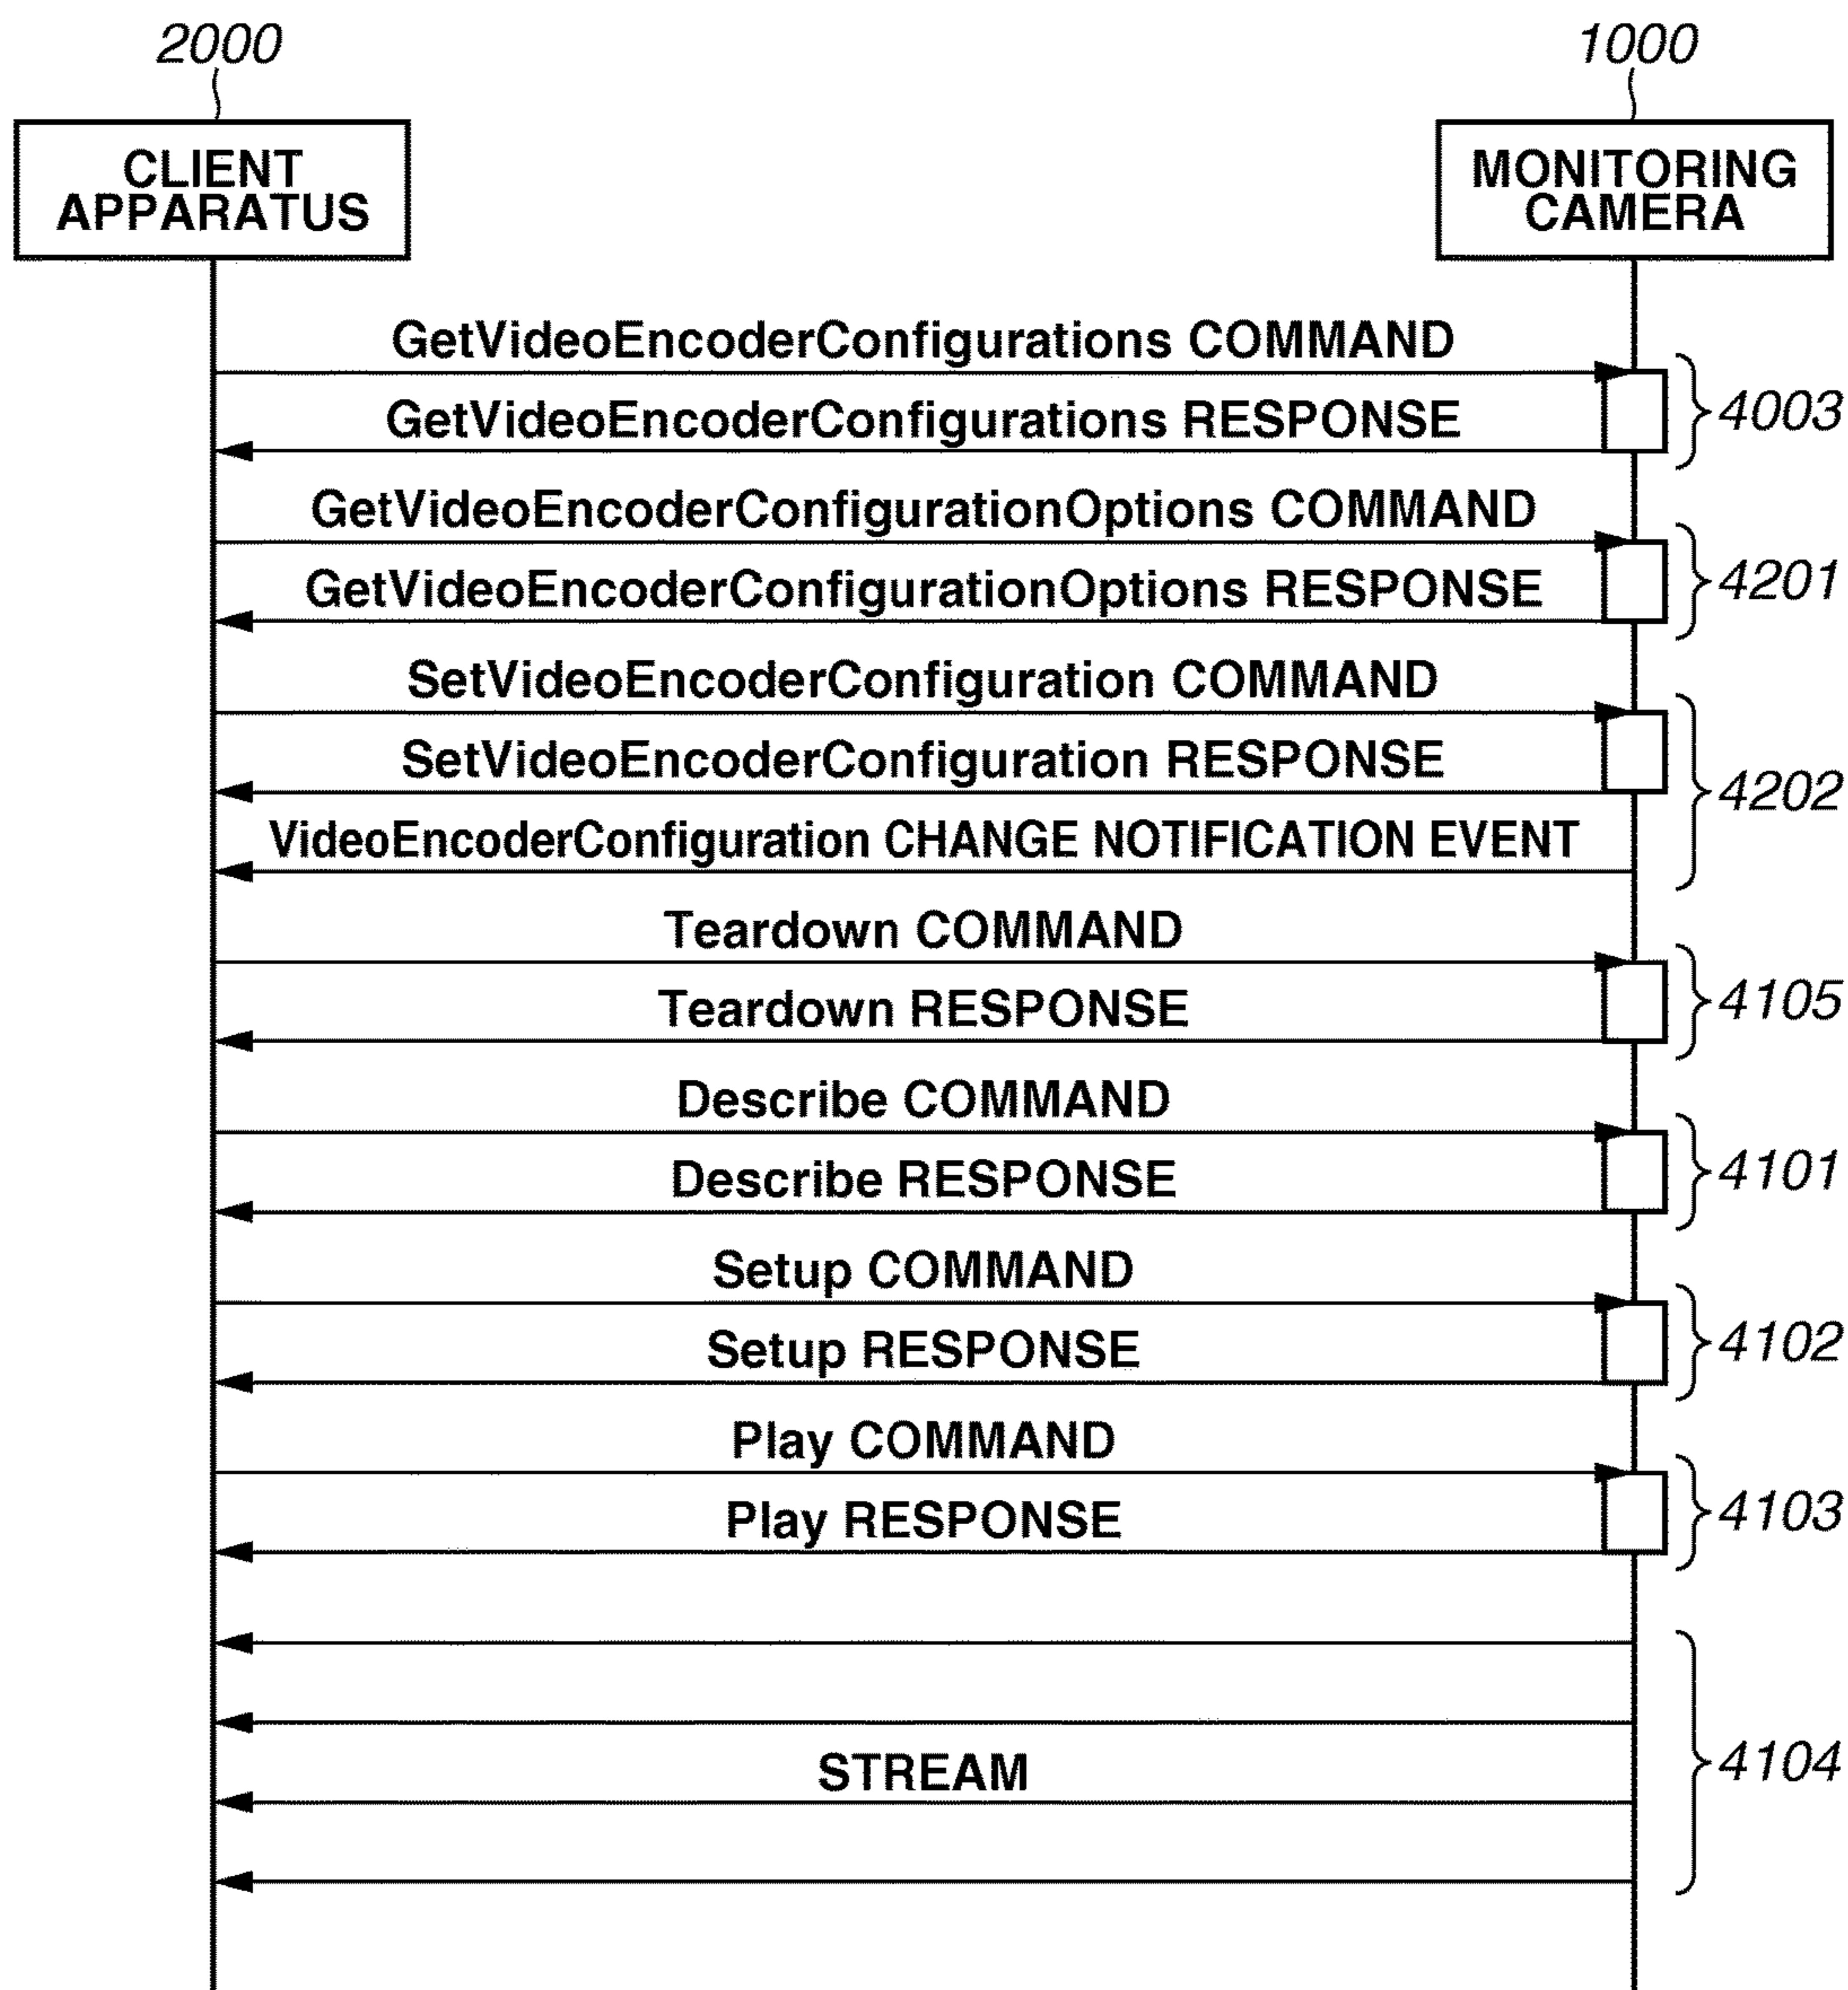 2000
1000
CLIENT
APPARATUS
MONITORING
CAMERA
GetVideoEncoderConfigurations COMMAND
GetVideoEncoderConfigurations RESPONSE
4003
GetVideoEncoderConfigurationOptions COMMAND
GetVideoEncoderConfigurationOptions RESPONSE
4201
SetVideoEncoderConfiguration COMMAND
SetVideoEncoderConfiguration RESPONSE
4202
VideoEncoderConfiguration CHANGE NOTIFICATION EVENT
Teardown COMMAND
Teardown RESPONSE
4105
Describe COMMAND
Describe RESPONSE
4101
Setup COMMAND
Setup RESPONSE
4102
Play COMMAND
Play RESPONSE
4103
STREAM
4104